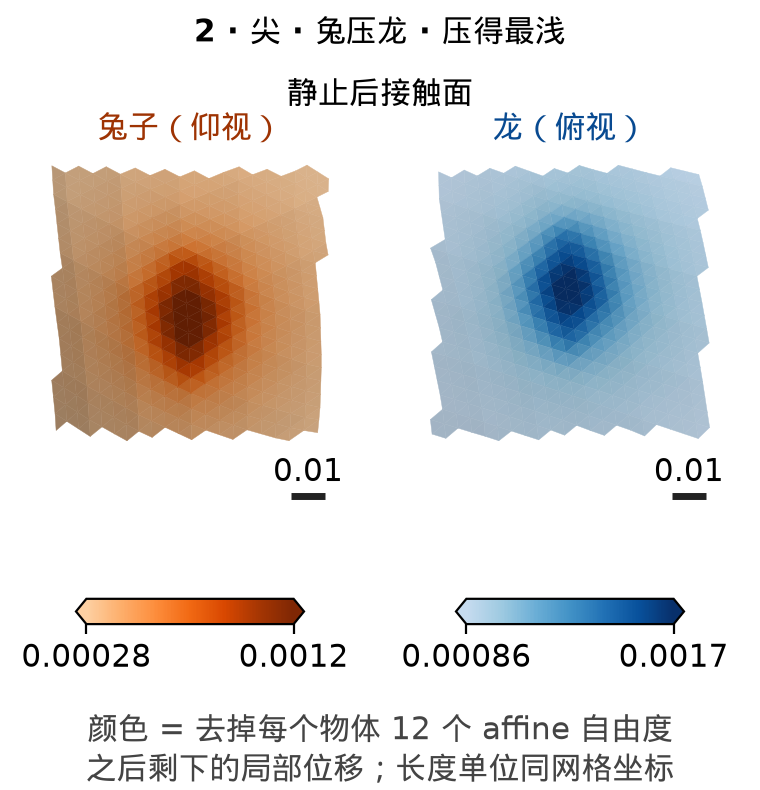 2 · 尖 · 兔压龙 · 压得最浅
静止后接触面
兔子（仰视） 龙（俯视）
0.01 0.01
0.00028 0.0012 0.00086 0.0017
颜色 = 去掉每个物体 12 个 affine 自由度
之后剩下的局部位移；长度单位同网格坐标